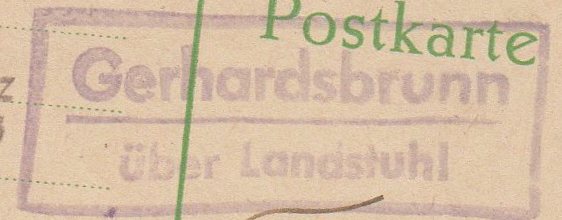 Postkarte
Gerhardsbrunn
über Landstuhl